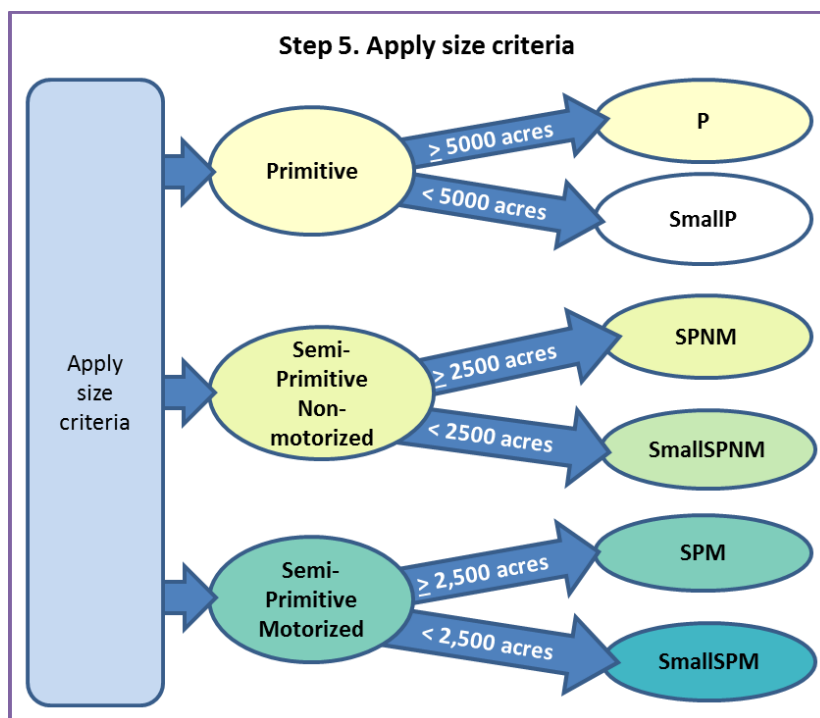 Step 5. Apply size criteria
Apply
size
criteria
Primitive
≥ 5000 acres
P
< 5000 acres
SmallP
Semi-
Primitive
Non-
motorized
≥ 2500 acres
SPNM
< 2500 acres
SmallSPNM
Semi-
Primitive
Motorized
≥ 2,500 acres
SPM
< 2,500 acres
SmallSPM